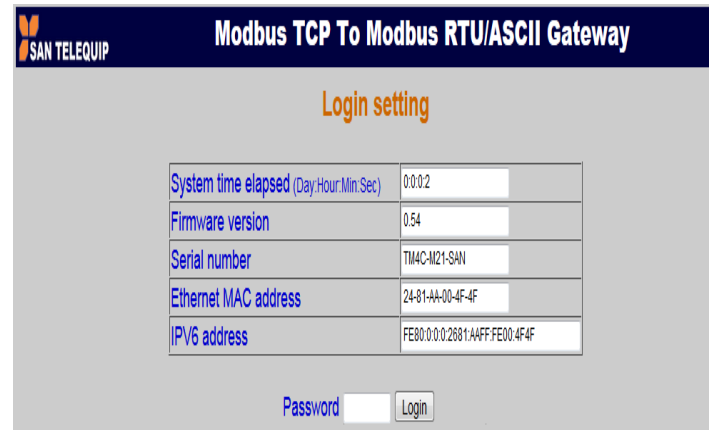 SAN TELEQUIP
Modbus TCP To Modbus RTU/ASCII Gateway
Login setting
System time elapsed (Day:Hour:Min:Sec) 0:0:0:2
Firmware version 0.54
Serial number TM4C-M21-SAN
Ethernet MAC address 24-81-AA-00-4F-4F
IPV6 address FE80:0:0:0:2681:AAFF:FE00:4F4F
Password Login